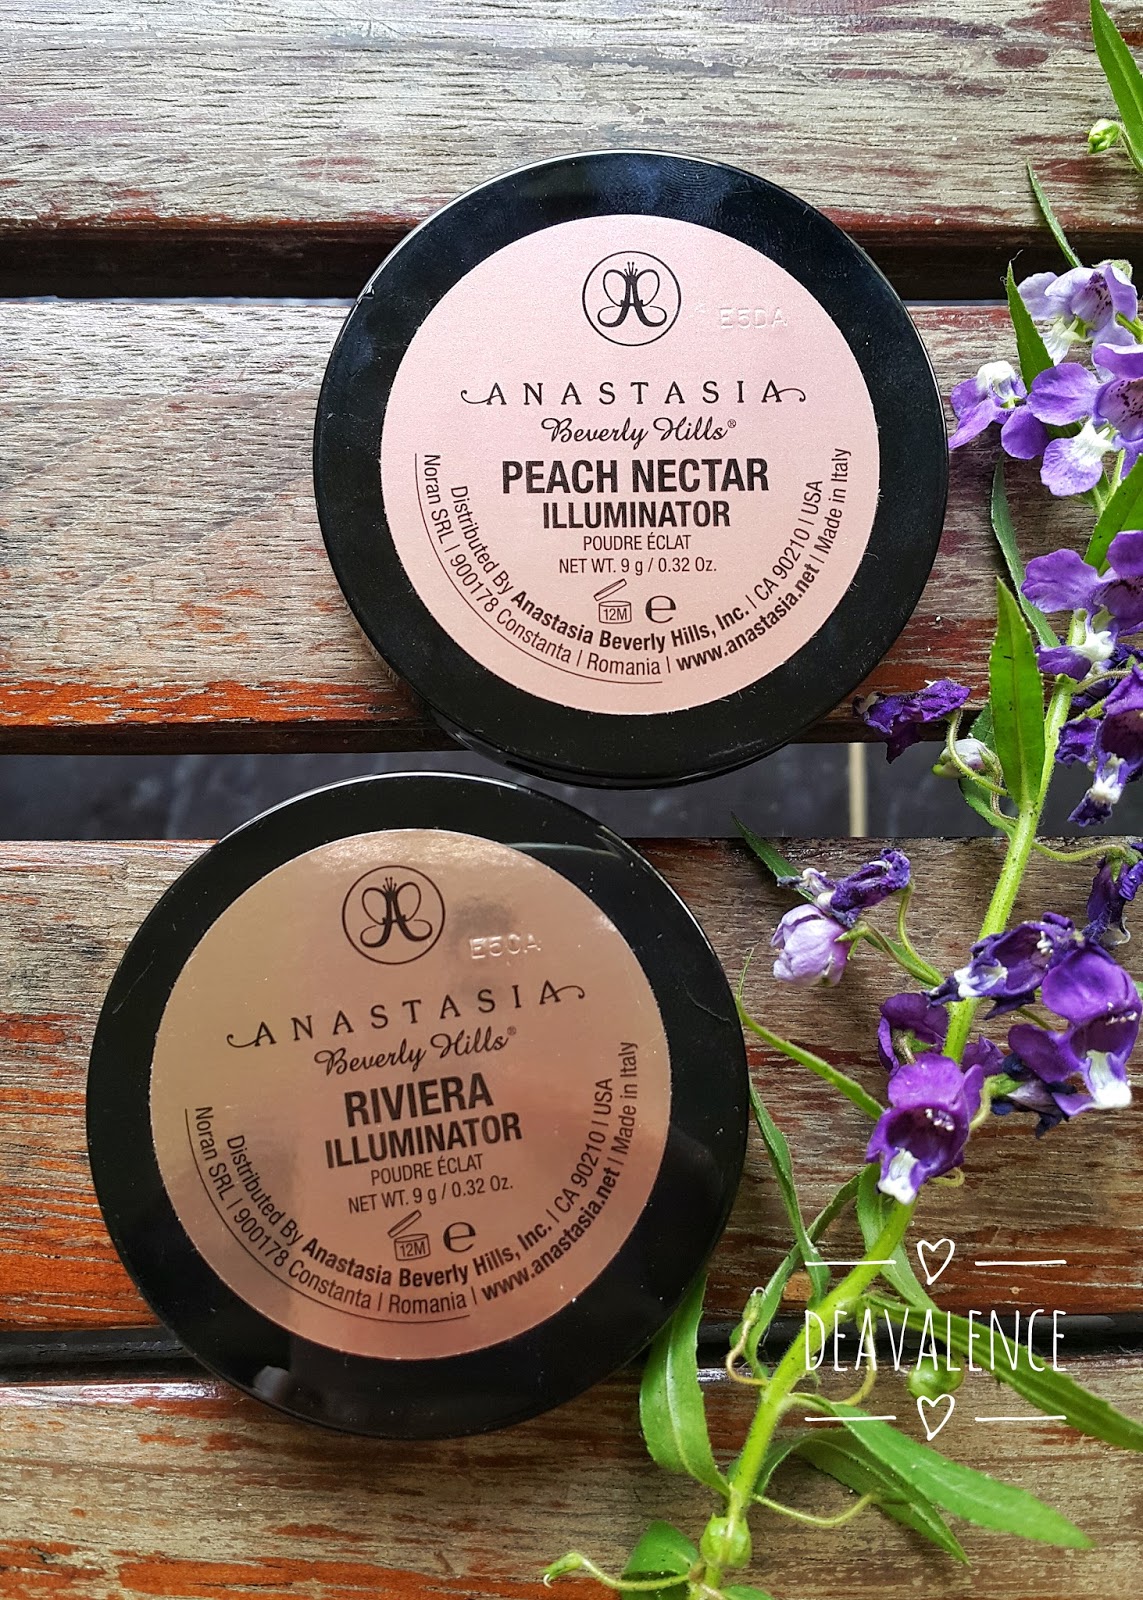 E5DA
ANASTASIA
Beverly Hills®
PEACH NECTAR
ILLUMINATOR
POUDRE ÉCLAT
NET WT. 9 g / 0.32 Oz.
12M e
Distributed By Anastasia Beverly Hills, Inc. | CA 90210 | USA
Noran SRL | 900178 Constanta | Romania | www.anastasia.net | Made in Italy
E5CA
ANASTASIA
Beverly Hills®
RIVIERA
ILLUMINATOR
POUDRE ÉCLAT
NET WT. 9 g / 0.32 Oz.
12M e
Distributed By Anastasia Beverly Hills, Inc. | CA 90210 | USA
Noran SRL | 900178 Constanta | Romania | www.anastasia.net | Made in Italy
DEAVALENCE